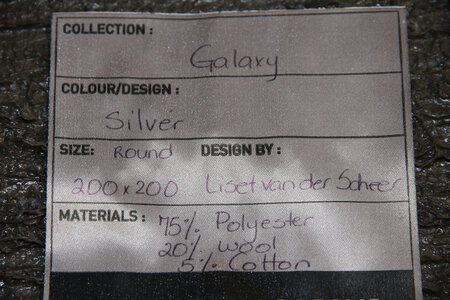 COLLECTION :
Galaxy
COLOUR/DESIGN :
Silver
SIZE: Round DESIGN BY :
200x200 Liset van der Scheer
MATERIALS : 75% Polyester
20% wool
5% Cotton